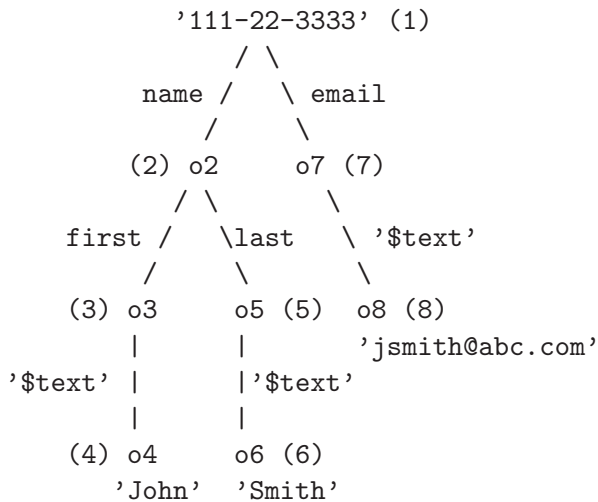 ’111-22-3333’ (1)
/ \
name / \ email
/ \
(2) o2 o7 (7)
/ \ \
first / \last \ ’$text’
/ \ \
(3) o3 o5 (5) o8 (8)
| | ’jsmith@abc.com’
’$text’ | |’$text’
| |
(4) o4 o6 (6)
’John’ ’Smith’